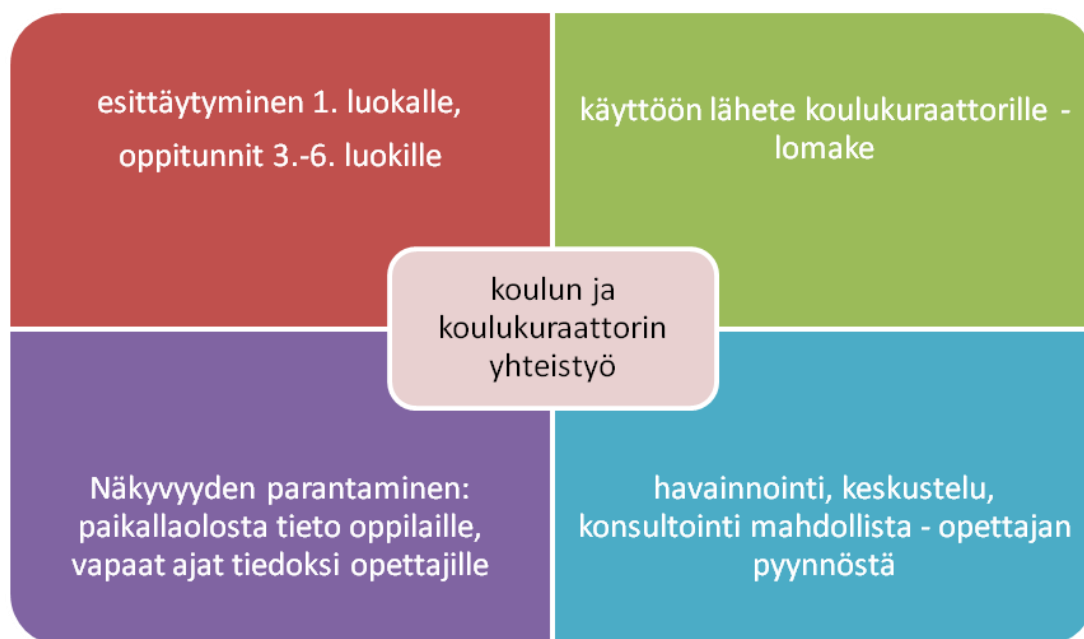 esittäytyminen 1. luokalle,
oppitunnit 3.-6. luokille
käyttöön lähete koulukuraattorille -
lomake
koulun ja
koulukuraattorin
yhteistyö
Näkyvyyden parantaminen:
paikallaolosta tieto oppilaille,
vapaat ajat tiedoksi opettajille
havainnointi, keskustelu,
konsultointi mahdollista - opettajan
pyynnöstä